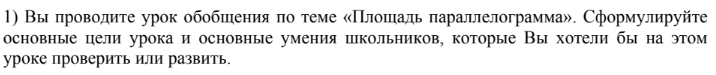 1) Вы проводите урок обобщения по теме «Площадь параллелограмма». Сформулируйте
основные цели урока и основные умения школьников, которые Вы хотели бы на этом
уроке проверить или развить.